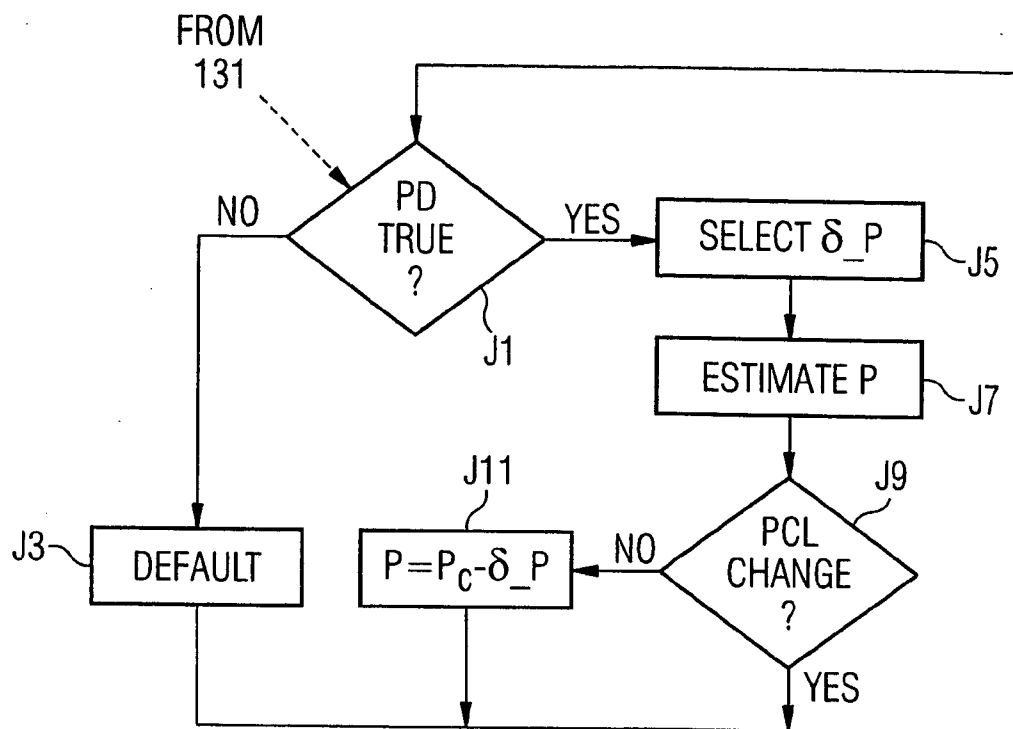 FROM
131
PD
TRUE
?
NO
YES
J1
SELECT δ_P
J5
ESTIMATE P
J7
J9
PCL
CHANGE
?
NO
YES
J11
P=P_C-δ_P
J3
DEFAULT